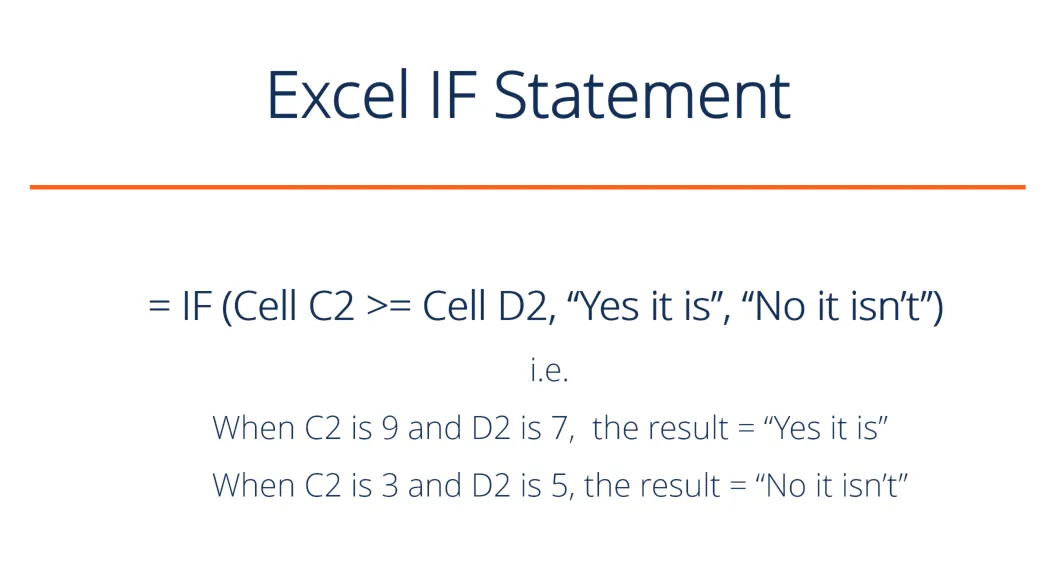 Excel IF Statement
= IF (Cell C2 >= Cell D2, “Yes it is”, “No it isn’t”)
i.e.
When C2 is 9 and D2 is 7,  the result = “Yes it is”
When C2 is 3 and D2 is 5, the result = “No it isn’t”